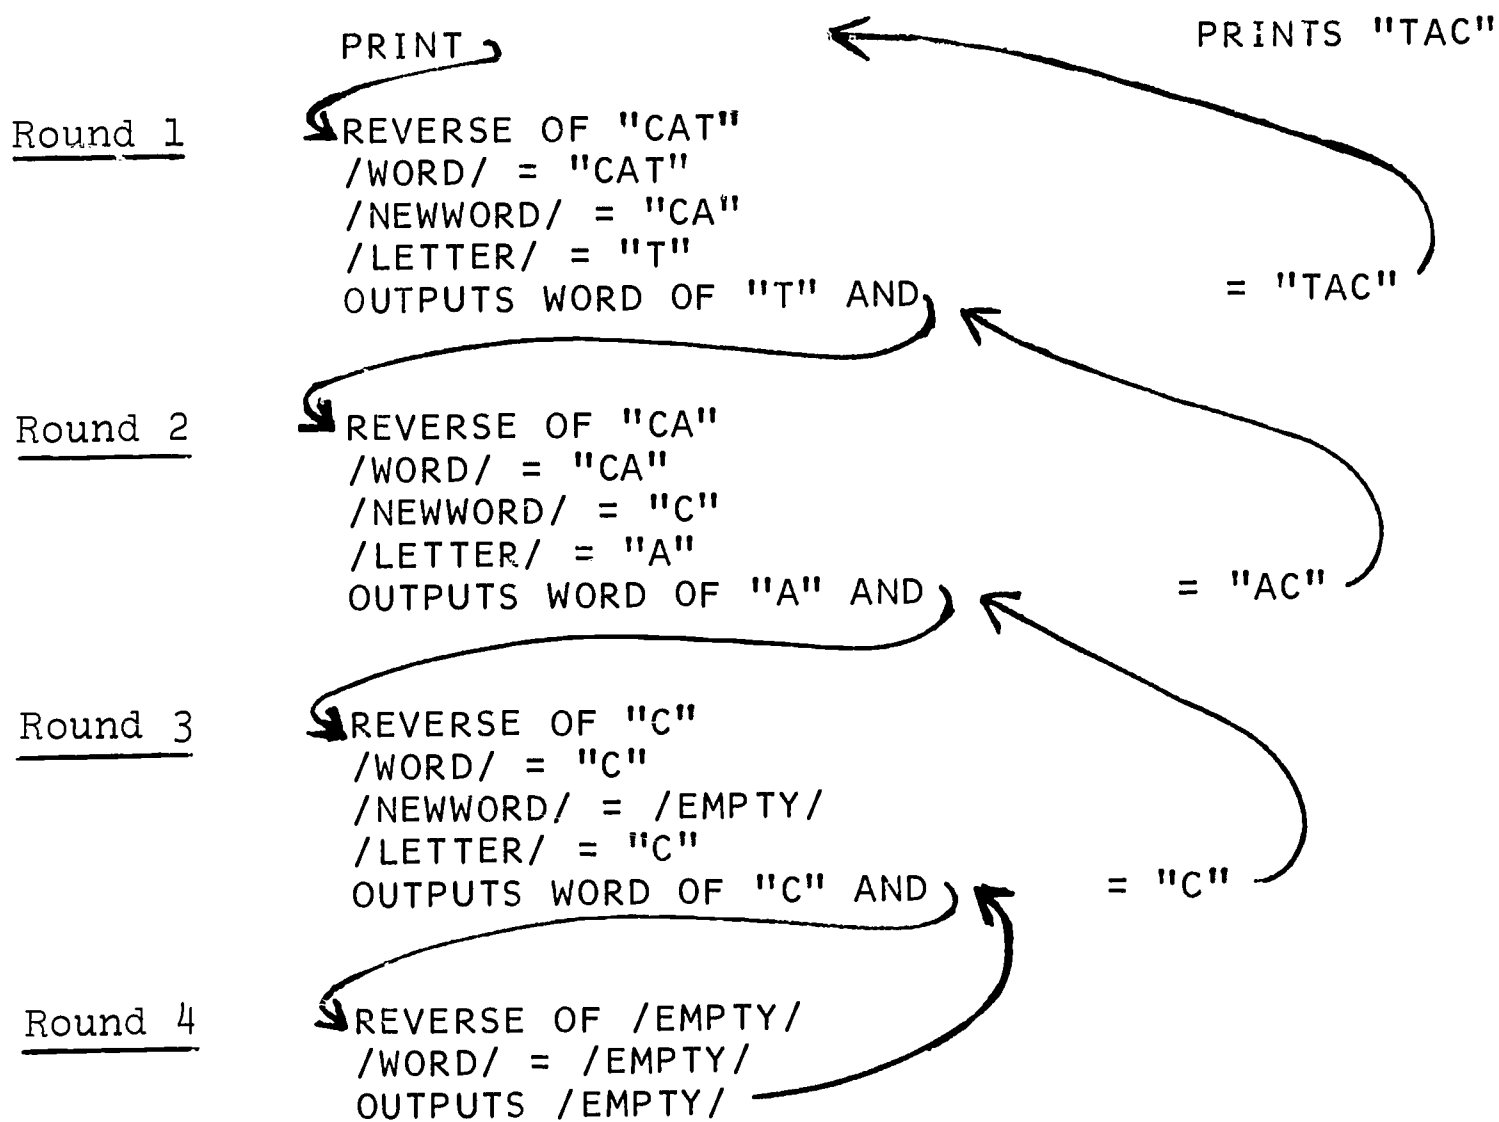 PRINT PRINTS "TAC"
Round 1 REVERSE OF "CAT"
/WORD/ = "CAT"
/NEWWORD/ = "CA"
/LETTER/ = "T"
OUTPUTS WORD OF "T" AND = "TAC"
Round 2 REVERSE OF "CA"
/WORD/ = "CA"
/NEWWORD/ = "C"
/LETTER/ = "A"
OUTPUTS WORD OF "A" AND = "AC"
Round 3 REVERSE OF "C"
/WORD/ = "C"
/NEWWORD/ = /EMPTY/
/LETTER/ = "C"
OUTPUTS WORD OF "C" AND = "C"
Round 4 REVERSE OF /EMPTY/
/WORD/ = /EMPTY/
OUTPUTS /EMPTY/